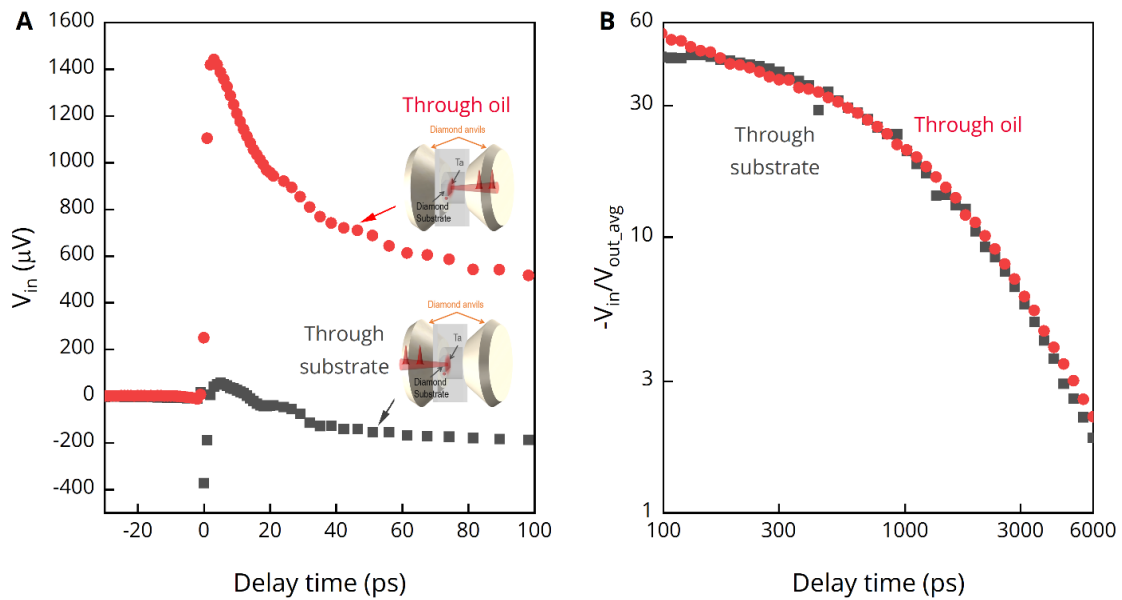 A
1600
1400
1200
1000
800
600
400
200
0
-200
-400
V_in (μV)
-20
0
20
40
60
80
100
Delay time (ps)
Through oil
Diamond anvils
Ta
Diamond
Substrate
Through
substrate
Diamond anvils
Ta
Diamond
Substrate
B
60
30
10
3
1
-V_in/V_out_avg
100
300
1000
3000
6000
Delay time (ps)
Through
substrate
Through oil